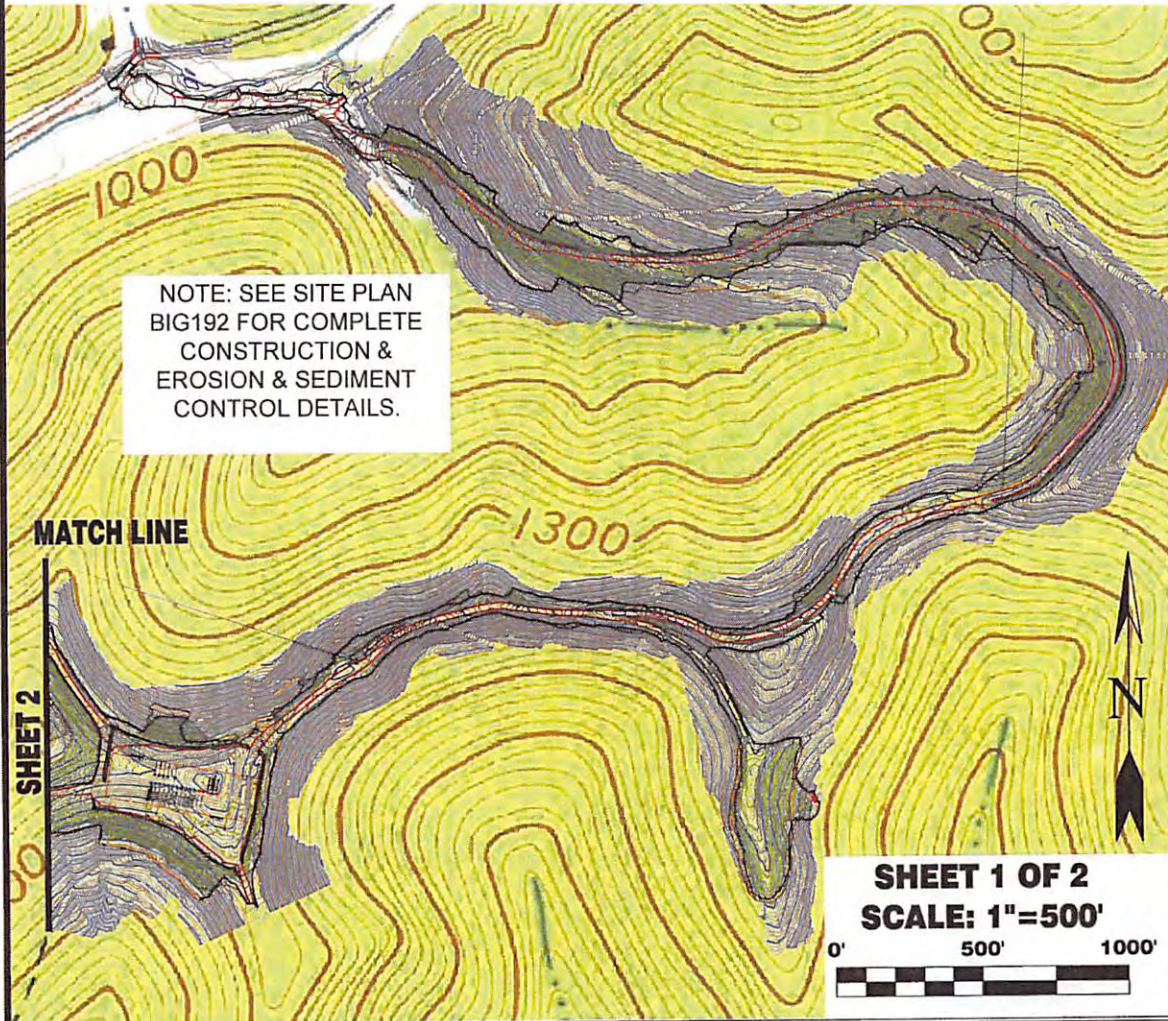 1000
NOTE: SEE SITE PLAN
BIG192 FOR COMPLETE
CONSTRUCTION &
EROSION & SEDIMENT
CONTROL DETAILS.
MATCH LINE
1300
SHEET 2
N
SHEET 1 OF 2
SCALE: 1"=500'
0' 500' 1000'